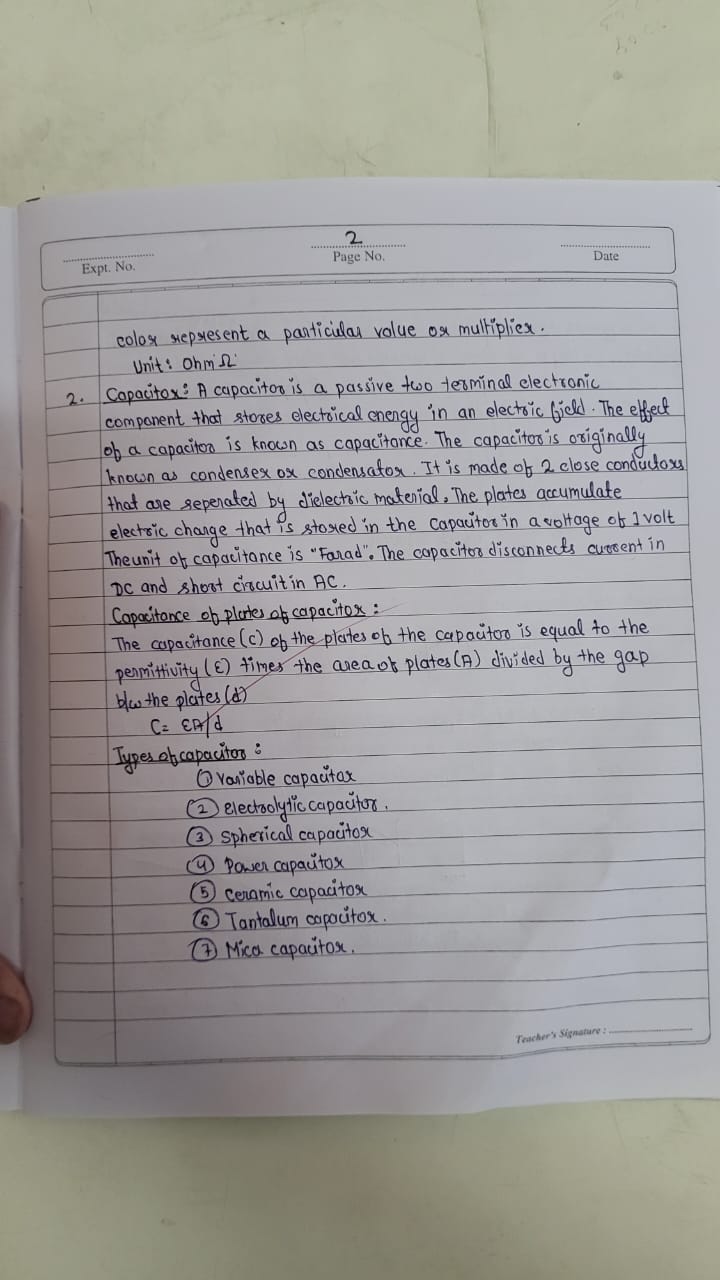 2
Expt. No.
Page No.
Date
color represent a particular value or multiplier.
Unit: Ohm 'Ω'
2. Capacitor: A capacitor is a passive two terminal electronic
component that stores electrical enengy in an electric field. The effect
of a capacitor is known as capacitance. The capacitor is originally
known as condenser or condensator. It is made of 2 close conductors
that are seperated by dielectric material. The plates accumulate
electric charge that is stored in the capacitor in a voltage of 1 volt
The unit of capacitance is "Farad". The capacitor disconnects current in
DC and short circuit in AC.
Capacitance of plates of capacitor:
The capacitance (C) of the plates of the capacitor is equal to the
permittivity (ε) times the area of plates (A) divided by the gap
b/w the plates (d)
C = εA/d
Types of capacitor:
① Variable capacitor
② Electrolytic capacitor.
③ Spherical capacitor
④ Power capacitor
⑤ Ceramic capacitor
⑥ Tantalum capacitor.
⑦ Mica capacitor.
Teacher's Signature :